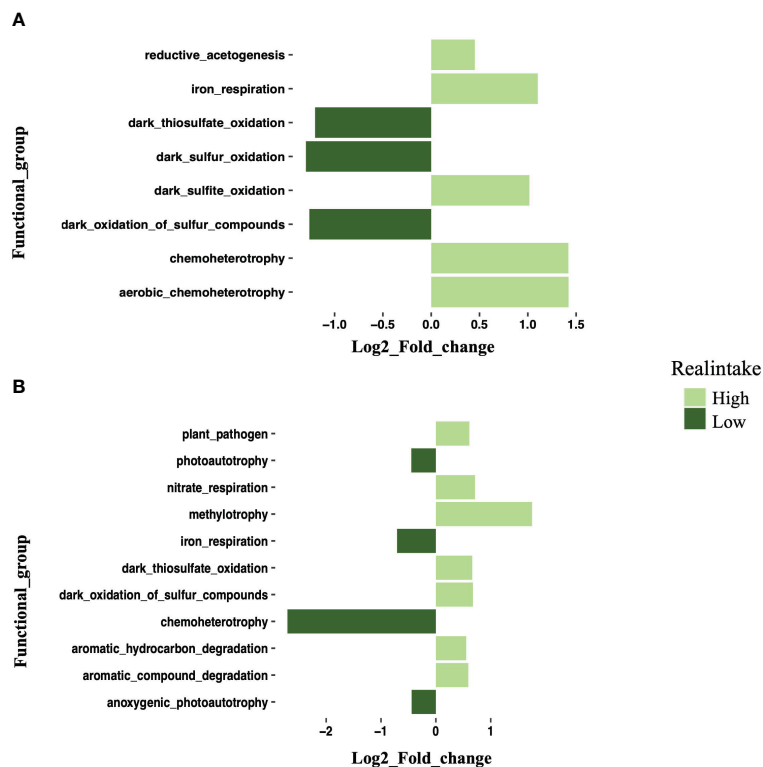 A
reductive_acetogenesis
iron_respiration
dark_thiosulfate_oxidation
dark_sulfur_oxidation
dark_sulfite_oxidation
dark_oxidation_of_sulfur_compounds
chemoheterotrophy
aerobic_chemoheterotrophy
Functional_group
-1.0 -0.5 0.0 0.5 1.0 1.5
Log2_Fold_change
Realintake
High
Low
B
plant_pathogen
photoautotrophy
nitrate_respiration
methylotrophy
iron_respiration
dark_thiosulfate_oxidation
dark_oxidation_of_sulfur_compounds
chemoheterotrophy
aromatic_hydrocarbon_degradation
aromatic_compound_degradation
anoxygenic_photoautotrophy
Functional_group
-2 -1 0 1
Log2_Fold_change